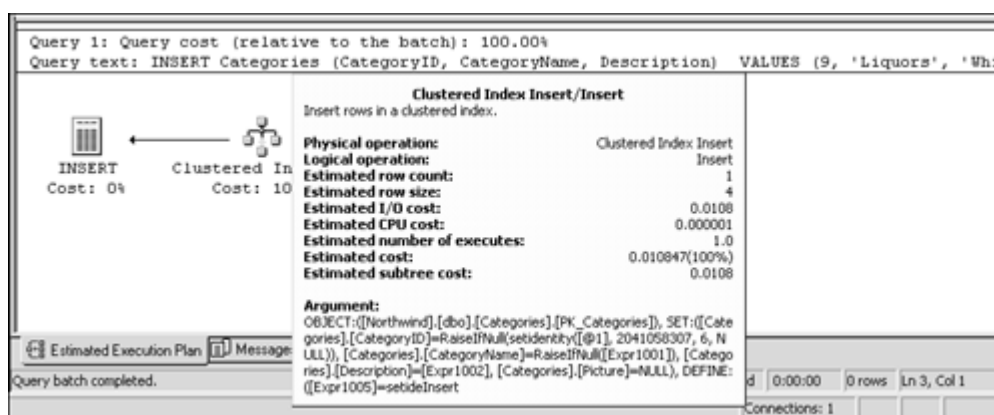 Query 1: Query cost (relative to the batch): 100.00%
Query text: INSERT Categories (CategoryID, CategoryName, Description) VALUES (9, 'Liquors', 'Whi
Clustered Index Insert/Insert
Insert rows in a clustered index.
Physical operation: Clustered Index Insert
Logical operation: Insert
Estimated row count: 1
Estimated row size: 4
Estimated I/O cost: 0.0108
Estimated CPU cost: 0.000001
Estimated number of executes: 1.0
Estimated cost: 0.010847(100%)
Estimated subtree cost: 0.0108
Argument:
OBJECT:([Northwind].[dbo].[Categories].[PK_Categories]), SET:([Cate
gories].[CategoryID]=RaiseIfNull(setidentity([@1], 2041058307, 6, N
ULL)), [Categories].[CategoryName]=RaiseIfNull([Expr1001]), [Catego
ries].[Description]=[Expr1002], [Categories].[Picture]=NULL), DEFINE:
([Expr1005]=setideInsert
INSERT
Cost: 0%
Clustered In
Cost: 10
Estimated Execution Plan Message
Query batch completed. d 0:00:00 0 rows Ln 3, Col 1
Connections: 1